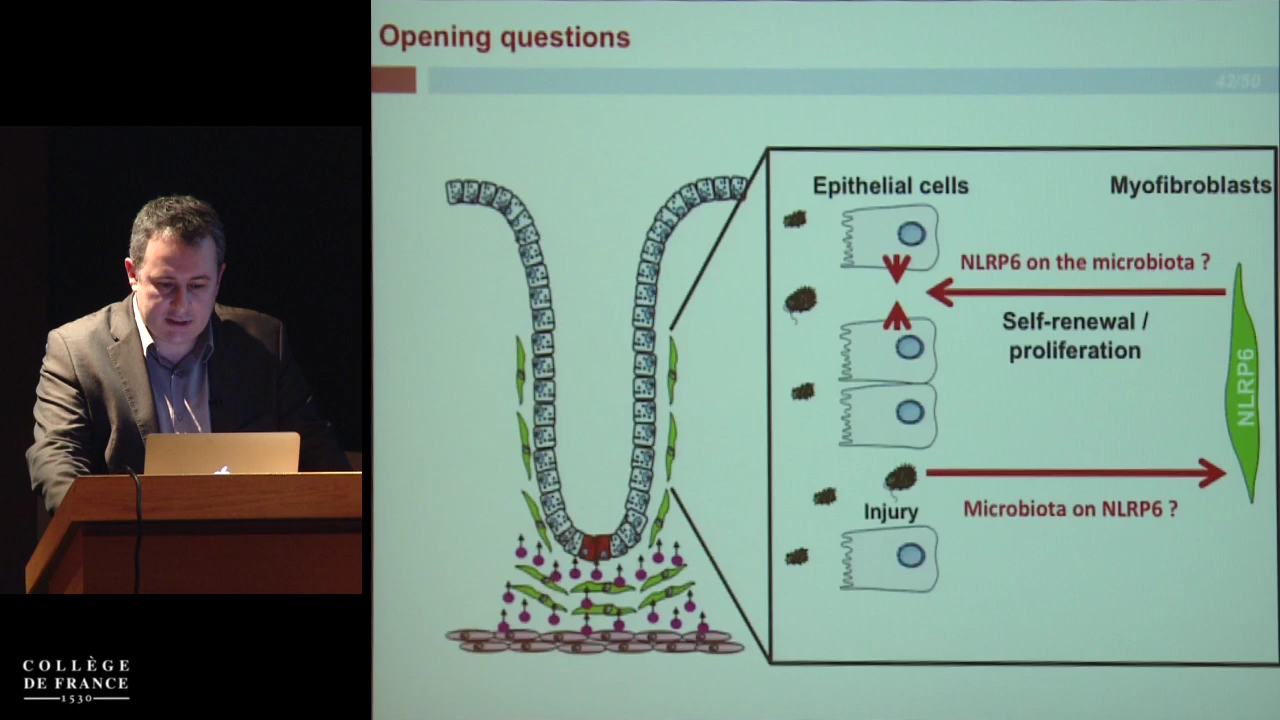 Opening questions
42/50
Epithelial cells
Myofibroblasts
NLRP6 on the microbiota ?
Self-renewal /
proliferation
NLRP6
Injury
Microbiota on NLRP6 ?
COLLÈGE
DE FRANCE
1530